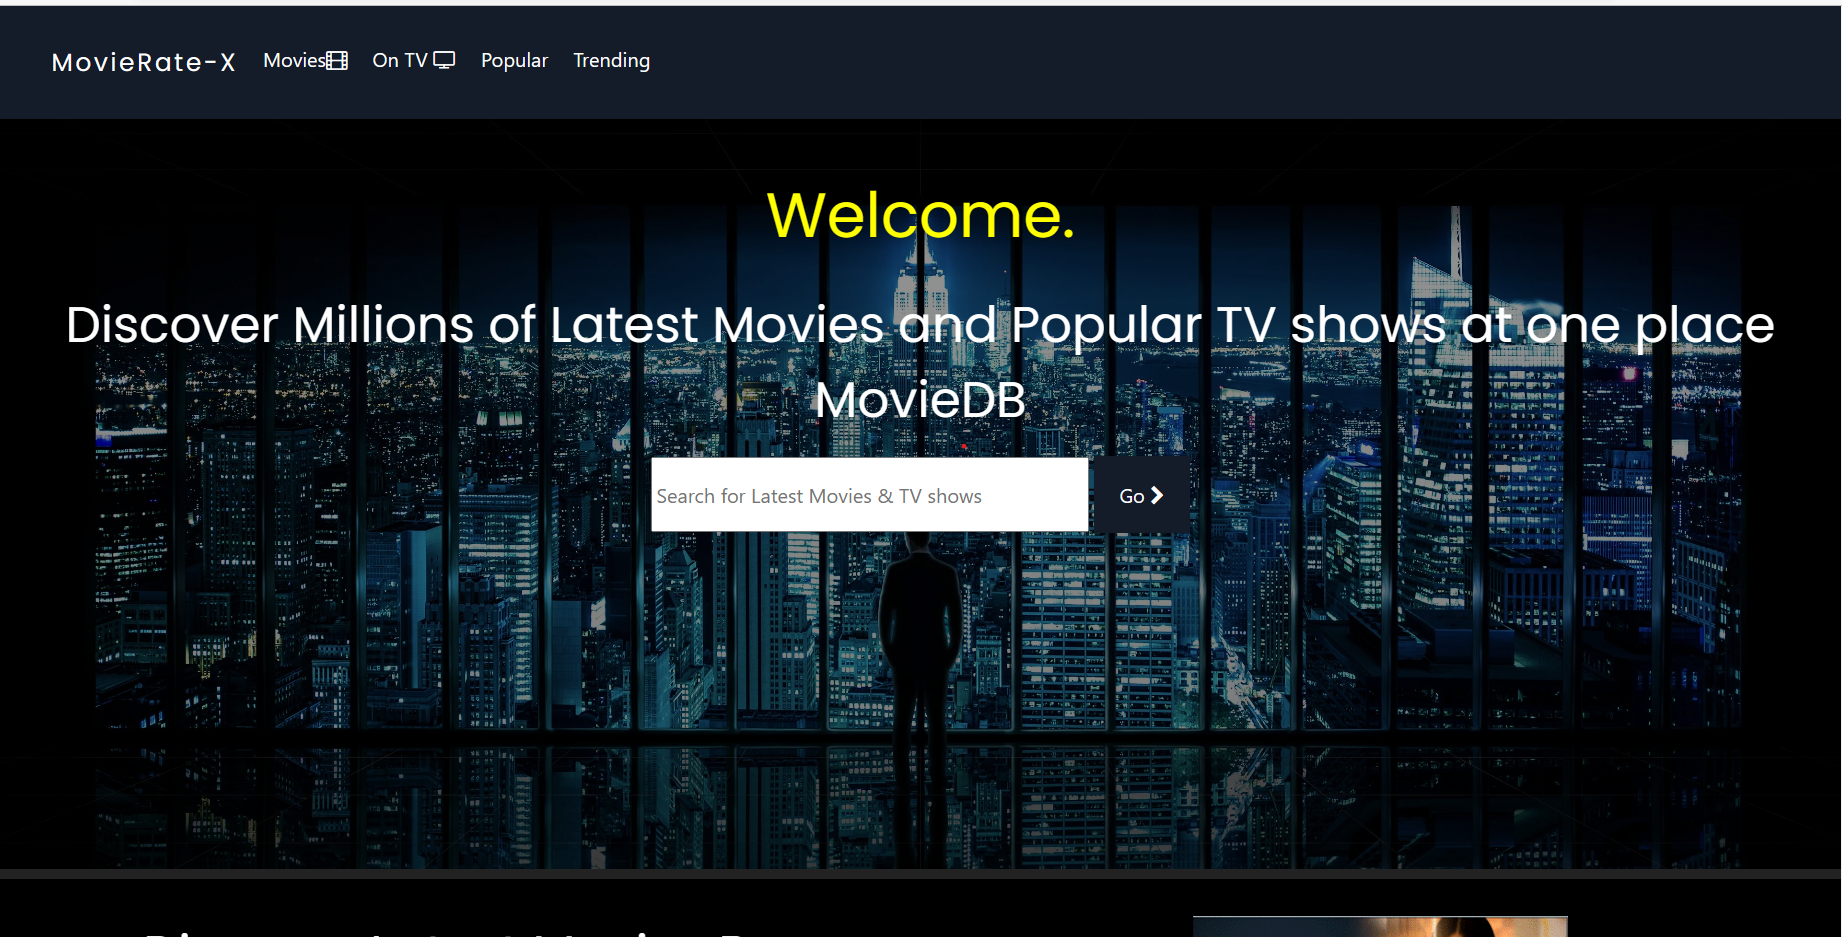 MovieRate-X Movies On TV Popular Trending
Welcome.
Discover Millions of Latest Movies and Popular TV shows at one place
MovieDB
Search for Latest Movies & TV shows Go